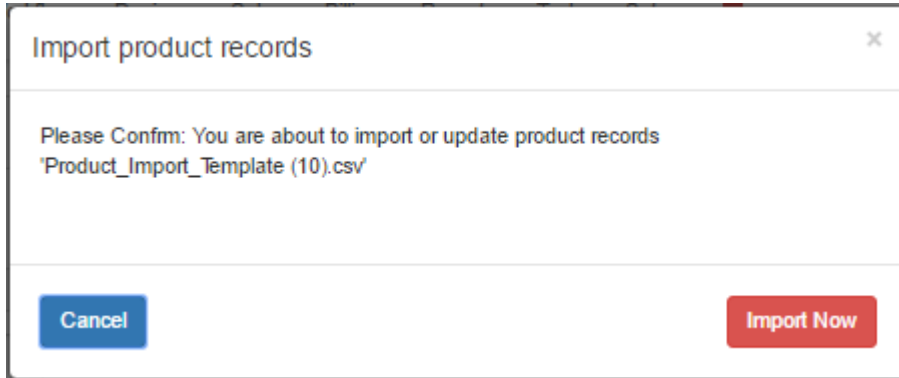 Import product records
×
Please Confrm: You are about to import or update product records
'Product_Import_Template (10).csv'
Cancel
Import Now